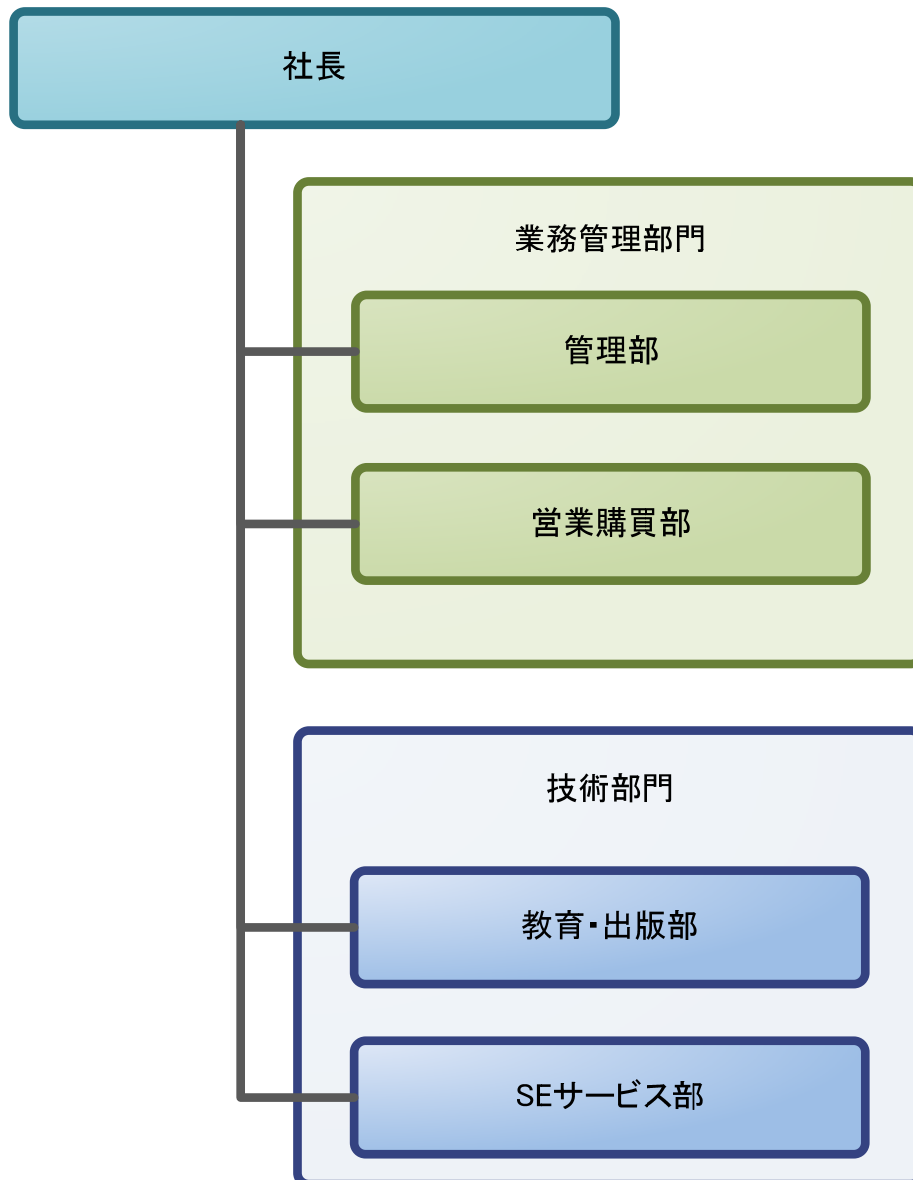 社長
業務管理部門
管理部
営業購買部
技術部門
教育・出版部
SEサービス部